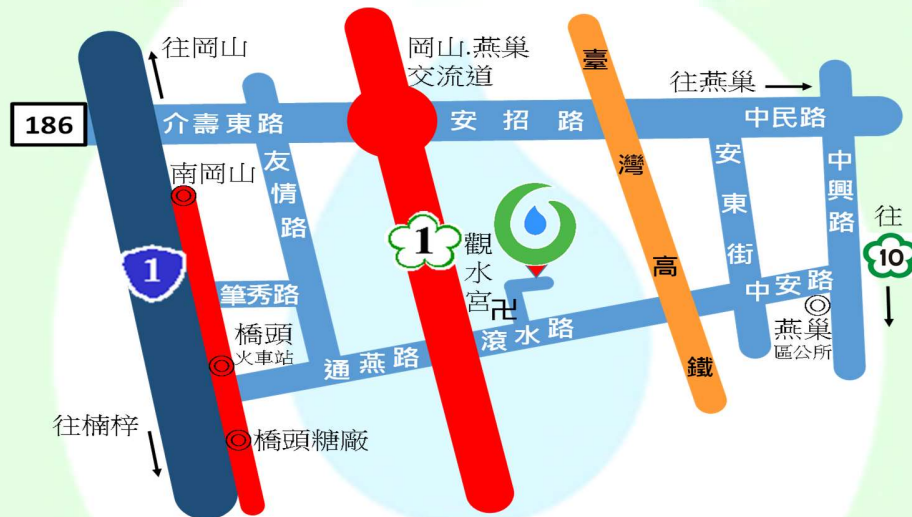 往岡山
岡山.燕巢
交流道
臺灣高鐵
往燕巢
186
介壽東路
安招路
中民路
南岡山
友情路
安東街
中興路
往
10
1
1
觀水宮
卍
筆秀路
中安路
橋頭
火車站
通燕路
滾水路
燕巢
區公所
往楠梓
橋頭糖廠